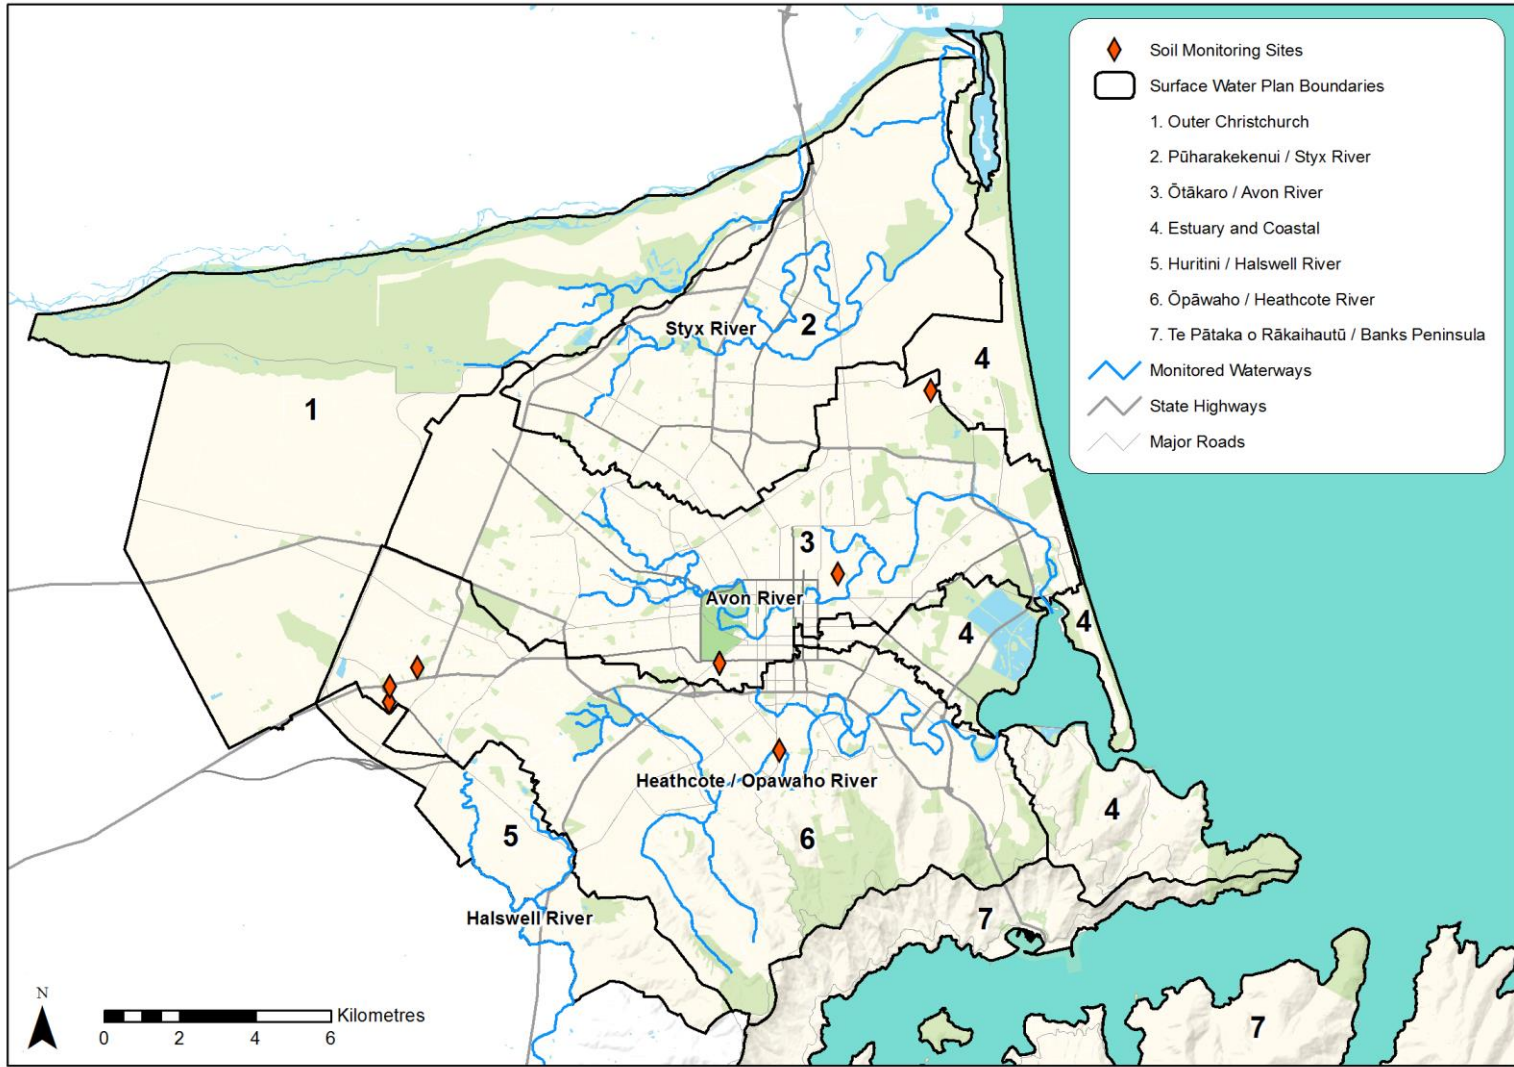 Soil Monitoring Sites
Surface Water Plan Boundaries
1. Outer Christchurch
2. Pūharakekenui / Styx River
3. Ōtākaro / Avon River
4. Estuary and Coastal
5. Huritini / Halswell River
6. Ōpāwaho / Heathcote River
7. Te Pātaka o Rākaihautū / Banks Peninsula
Monitored Waterways
State Highways
Major Roads
Styx River
2
4
1
3
Avon River
4
4
Heathcote / Opawaho River
4
5
6
Halswell River
7
N
Kilometres
0 2 4 6
7